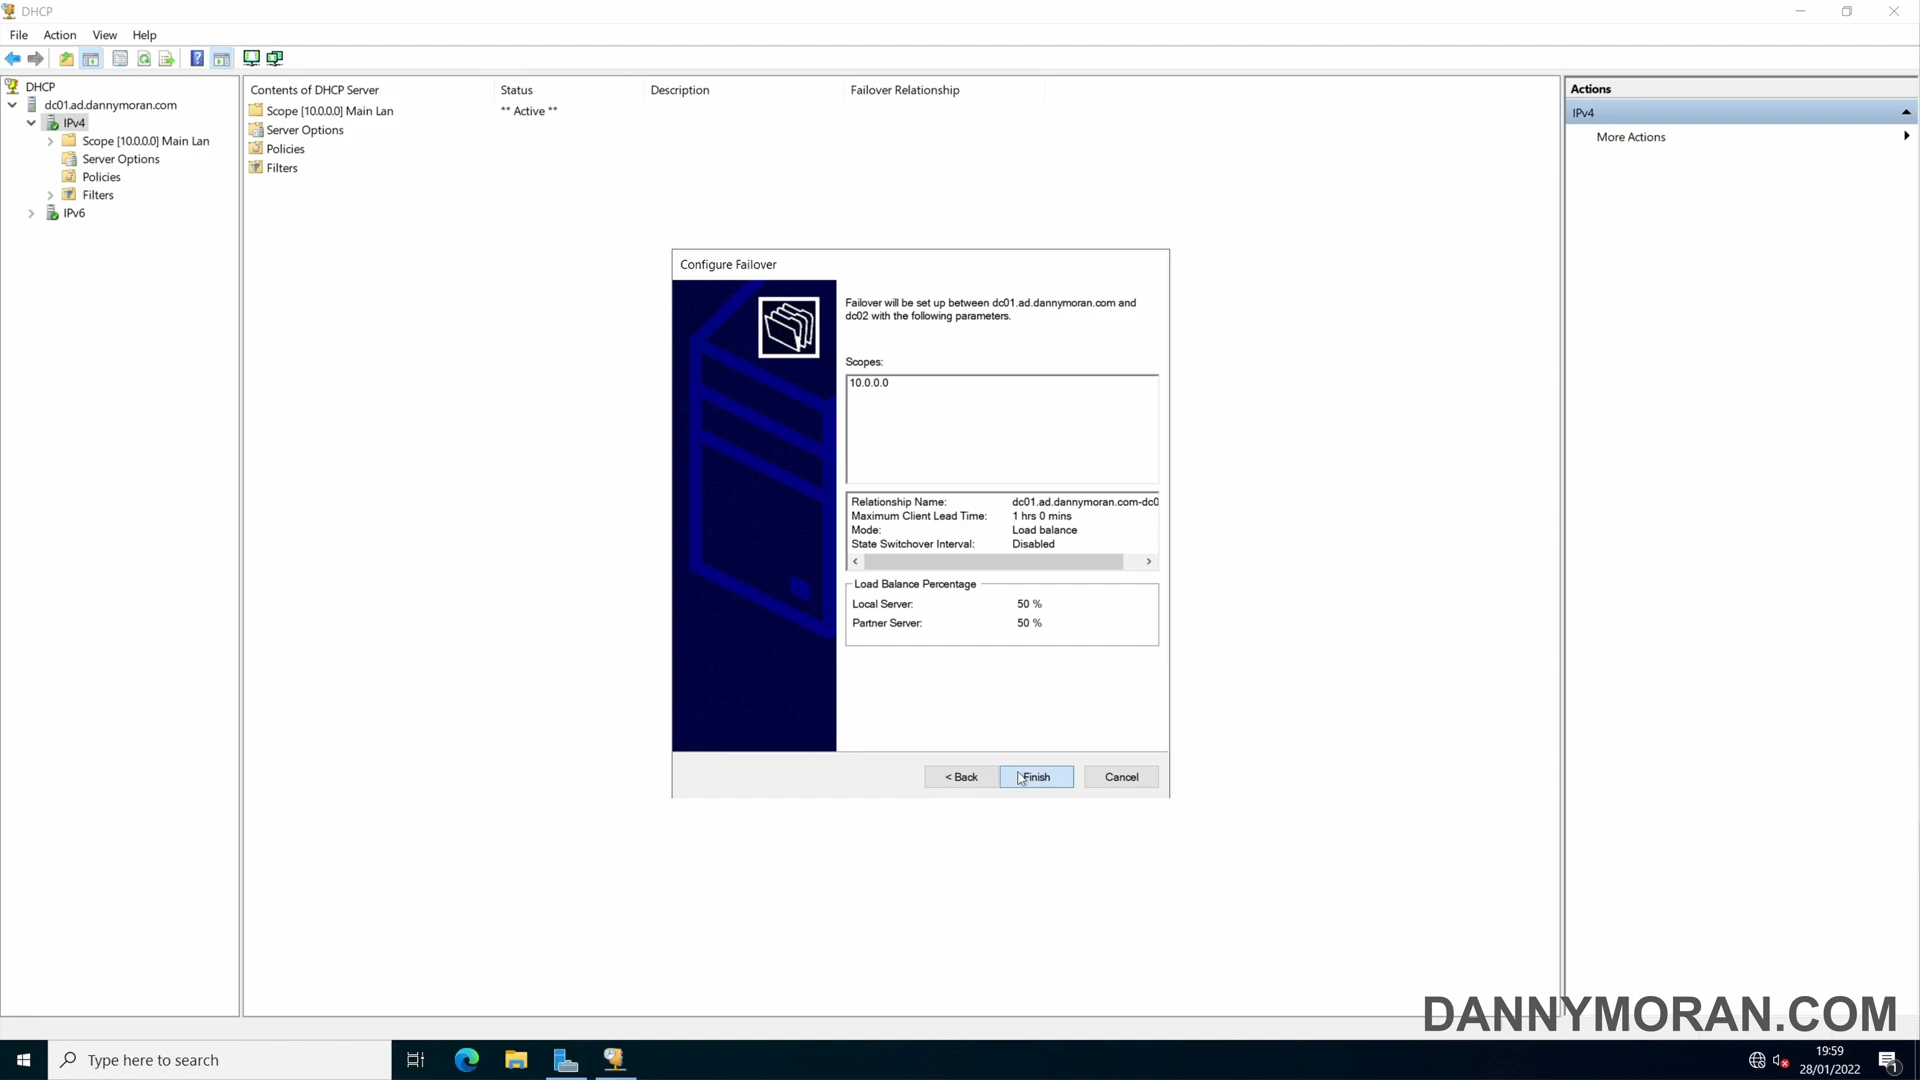 DHCP
File Action View Help
DHCP
dc01.ad.dannymoran.com
IPv4
Scope [10.0.0.0] Main Lan
Server Options
Policies
Filters
IPv6
Contents of DHCP Server Status Description Failover Relationship
Scope [10.0.0.0] Main Lan ** Active **
Server Options
Policies
Filters
Actions
IPv4
More Actions
Configure Failover
Failover will be set up between dc01.ad.dannymoran.com and
dc02 with the following parameters.
Scopes:
10.0.0.0
Relationship Name: dc01.ad.dannymoran.com-dc0
Maximum Client Lead Time: 1 hrs 0 mins
Mode: Load balance
State Switchover Interval: Disabled
Load Balance Percentage
Local Server: 50 %
Partner Server: 50 %
< Back Finish Cancel
DANNYMORAN.COM
Type here to search
19:59
28/01/2022
1